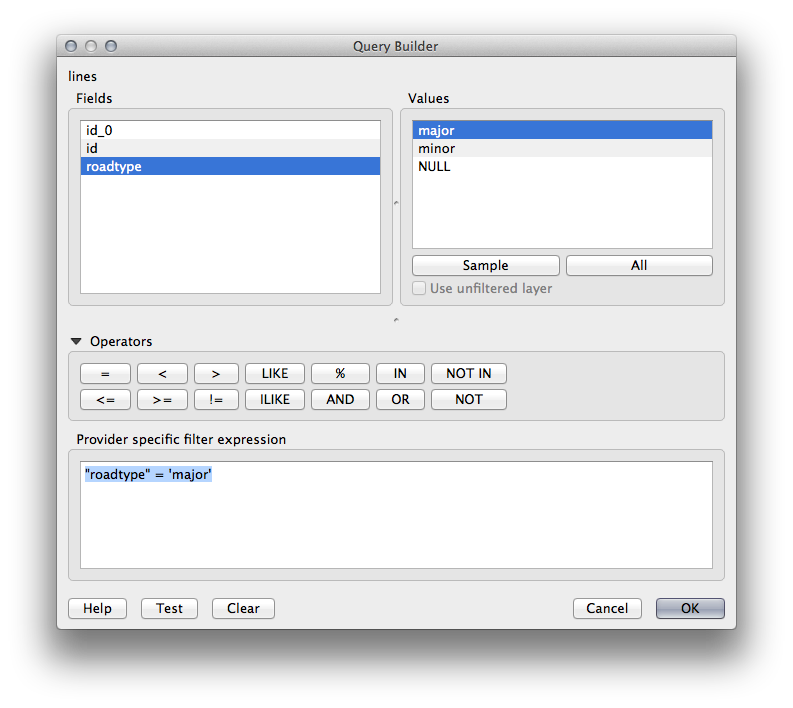 Query Builder
lines
Fields
id_0
id
roadtype
Values
major
minor
NULL
Sample All
Use unfiltered layer
Operators
= < > LIKE % IN NOT IN
<= >= != ILIKE AND OR NOT
Provider specific filter expression
"roadtype" = 'major'
Help Test Clear Cancel OK